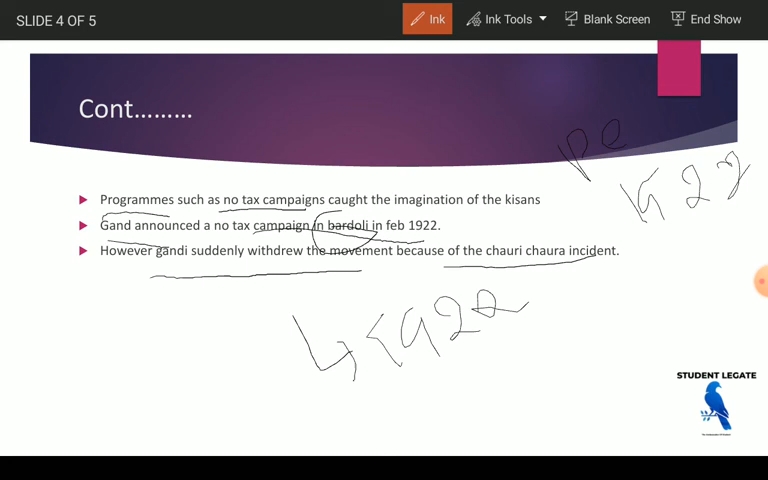 SLIDE 4 OF 5
Ink Ink Tools Blank Screen End Show
Cont.........
Programmes such as no tax campaigns caught the imagination of the kisans
Gand announced a no tax campaign in bardoli in feb 1922.
However gandi suddenly withdrew the movement because of the chauri chaura incident.
STUDENT LEGATE